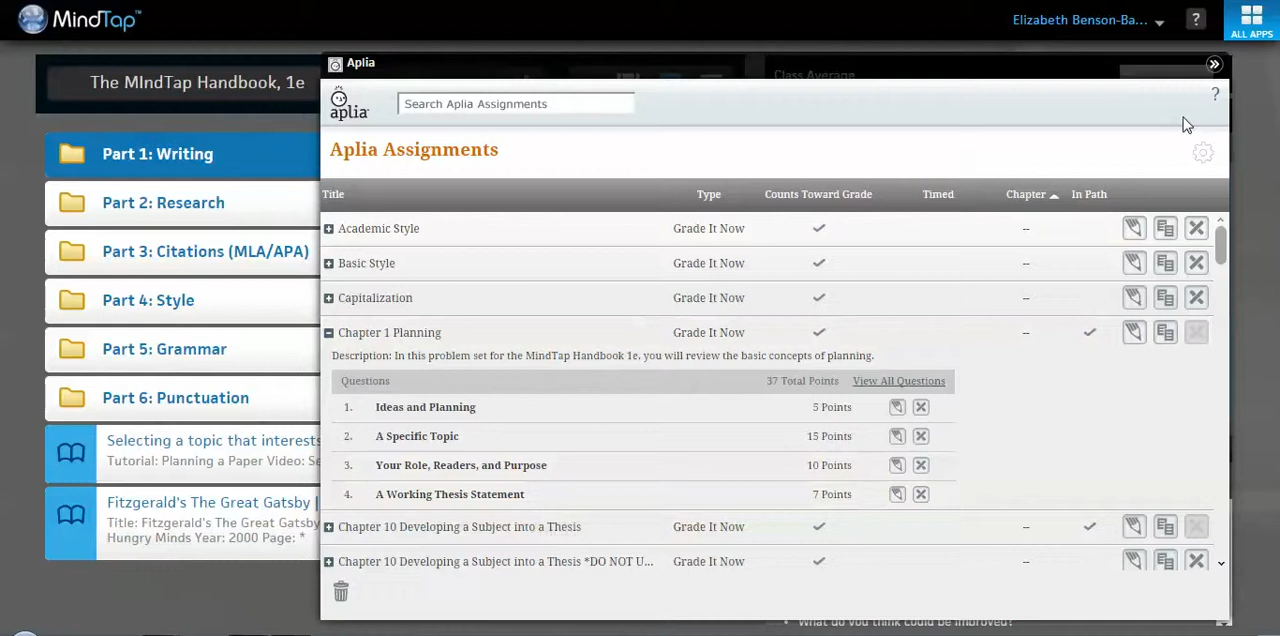 MindTap™
Elizabeth Benson-Ba...
?
ALL APPS
The MIndTap Handbook, 1e
Part 1: Writing
Part 2: Research
Part 3: Citations (MLA/APA)
Part 4: Style
Part 5: Grammar
Part 6: Punctuation
Selecting a topic that interests
Tutorial: Planning a Paper Video: Se
Fitzgerald's The Great Gatsby |
Title: Fitzgerald's The Great Gatsby
Hungry Minds Year: 2000 Page: *
Aplia
Class Average
»
aplia
Search Aplia Assignments
?
Aplia Assignments
Title Type Counts Toward Grade Timed Chapter In Path
Academic Style Grade It Now --
Basic Style Grade It Now --
Capitalization Grade It Now --
Chapter 1 Planning Grade It Now --
Description: In this problem set for the MindTap Handbook 1e, you will review the basic concepts of planning.
Questions 37 Total Points View All Questions
1. Ideas and Planning 5 Points
2. A Specific Topic 15 Points
3. Your Role, Readers, and Purpose 10 Points
4. A Working Thesis Statement 7 Points
Chapter 10 Developing a Subject into a Thesis Grade It Now --
Chapter 10 Developing a Subject into a Thesis *DO NOT U... Grade It Now --
What do you think could be improved?